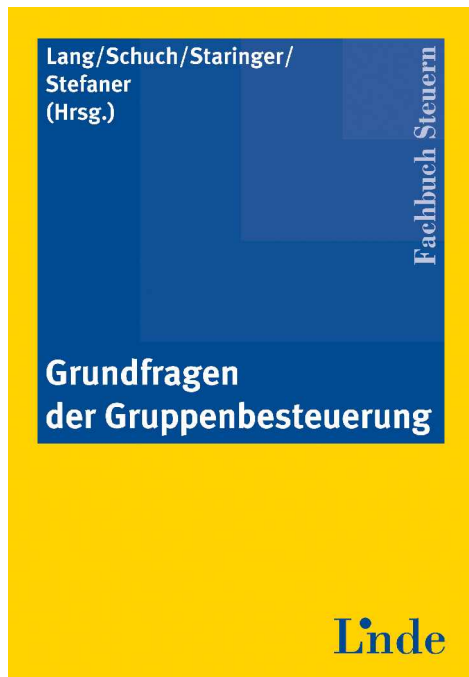 Lang/Schuch/Staringer/
Stefaner
(Hrsg.)
Fachbuch Steuern
Grundfragen
der Gruppenbesteuerung
Linde